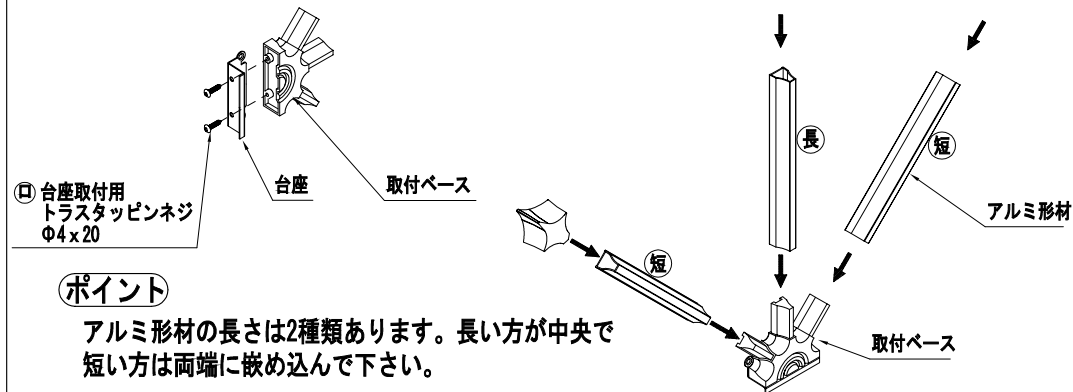 台座
取付ベース
㋺ 台座取付用
トラスタッピンネジ
Φ4x20
長
短
アルミ形材
短
取付ベース
ポイント
アルミ形材の長さは2種類あります。長い方が中央で
短い方は両端に嵌め込んで下さい。